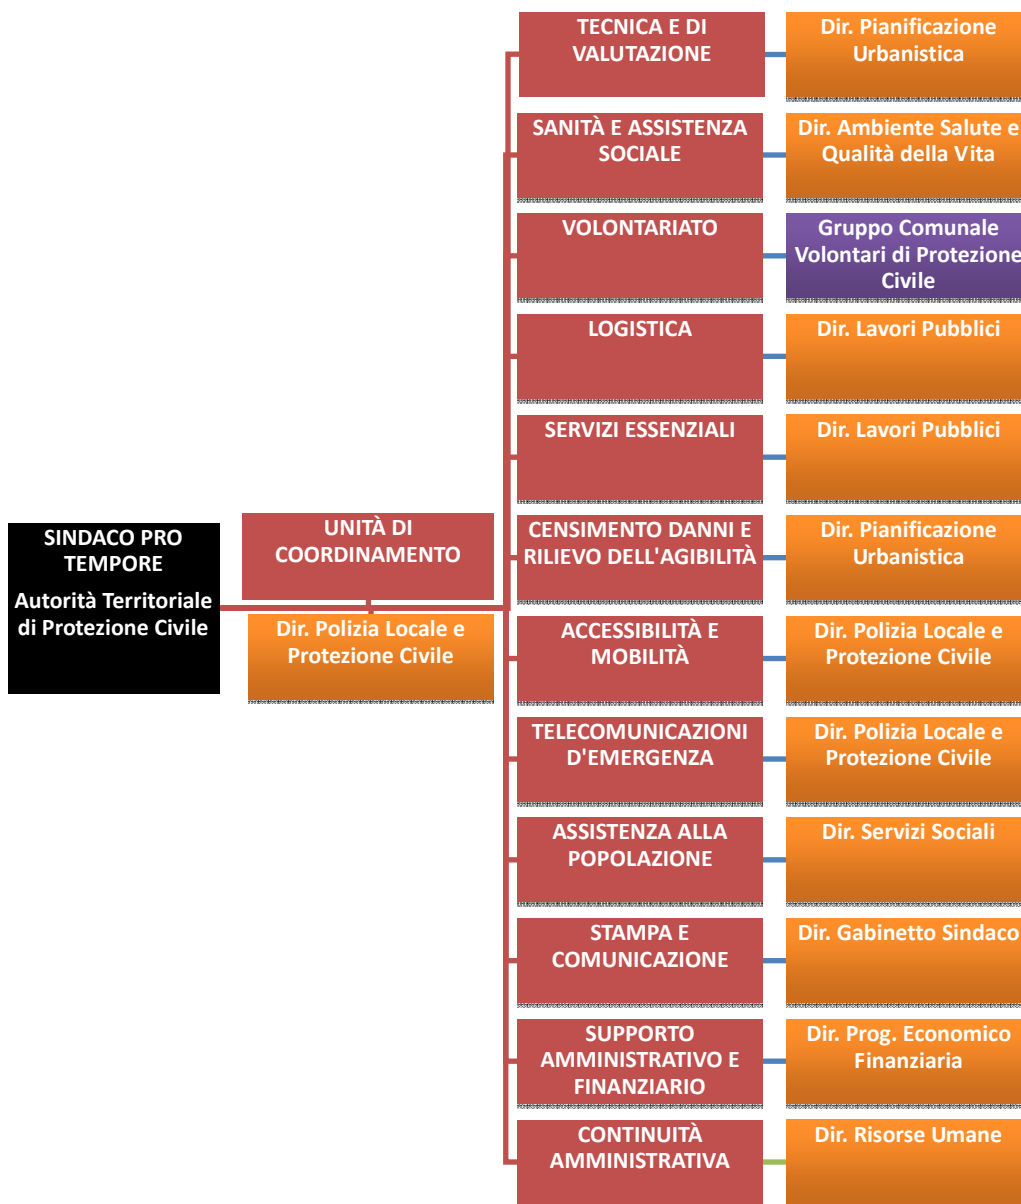 SINDACO PRO
TEMPORE
Autorità Territoriale
di Protezione Civile
UNITÀ DI
COORDINAMENTO
Dir. Polizia Locale e
Protezione Civile
TECNICA E DI
VALUTAZIONE
Dir. Pianificazione
Urbanistica
SANITÀ E ASSISTENZA
SOCIALE
Dir. Ambiente Salute e
Qualità della Vita
VOLONTARIATO
Gruppo Comunale
Volontari di Protezione
Civile
LOGISTICA
Dir. Lavori Pubblici
SERVIZI ESSENZIALI
Dir. Lavori Pubblici
CENSIMENTO DANNI E
RILIEVO DELL'AGIBILITÀ
Dir. Pianificazione
Urbanistica
ACCESSIBILITÀ E
MOBILITÀ
Dir. Polizia Locale e
Protezione Civile
TELECOMUNICAZIONI
D'EMERGENZA
Dir. Polizia Locale e
Protezione Civile
ASSISTENZA ALLA
POPOLAZIONE
Dir. Servizi Sociali
STAMPA E
COMUNICAZIONE
Dir. Gabinetto Sindaco
SUPPORTO
AMMINISTRATIVO E
FINANZIARIO
Dir. Prog. Economico
Finanziaria
CONTINUITÀ
AMMINISTRATIVA
Dir. Risorse Umane